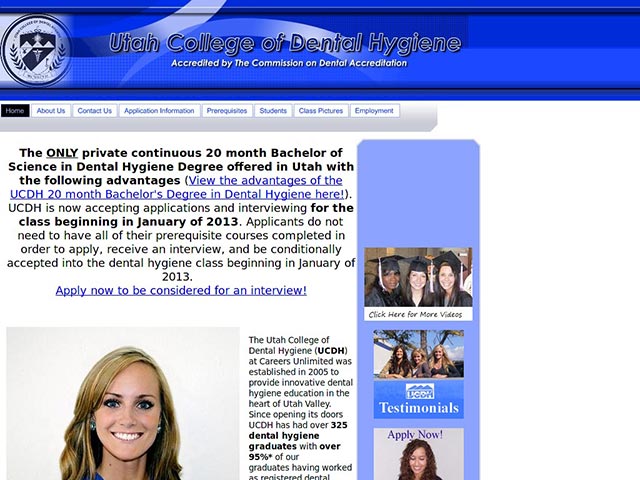 Utah College of Dental Hygiene
Accredited by The Commission on Dental Accreditation
Home
About Us
Contact Us
Application Information
Prerequisites
Students
Class Pictures
Employment
The ONLY private continuous 20 month Bachelor of
Science in Dental Hygiene Degree offered in Utah with
the following advantages (View the advantages of the
UCDH 20 month Bachelor's Degree in Dental Hygiene here!).
UCDH is now accepting applications and interviewing for the
class beginning in January of 2013. Applicants do not
need to have all of their prerequisite courses completed in
order to apply, receive an interview, and be conditionally
accepted into the dental hygiene class beginning in January of
2013.
Apply now to be considered for an interview!
The Utah College of
Dental Hygiene (UCDH)
at Careers Unlimited was
established in 2005 to
provide innovative dental
hygiene education in the
heart of Utah Valley.
Since opening its doors
UCDH has had over 325
dental hygiene
graduates with over
95%* of our
graduates having worked
as registered dental
Click Here for More Videos
UCDH
Testimonials
Apply Now!